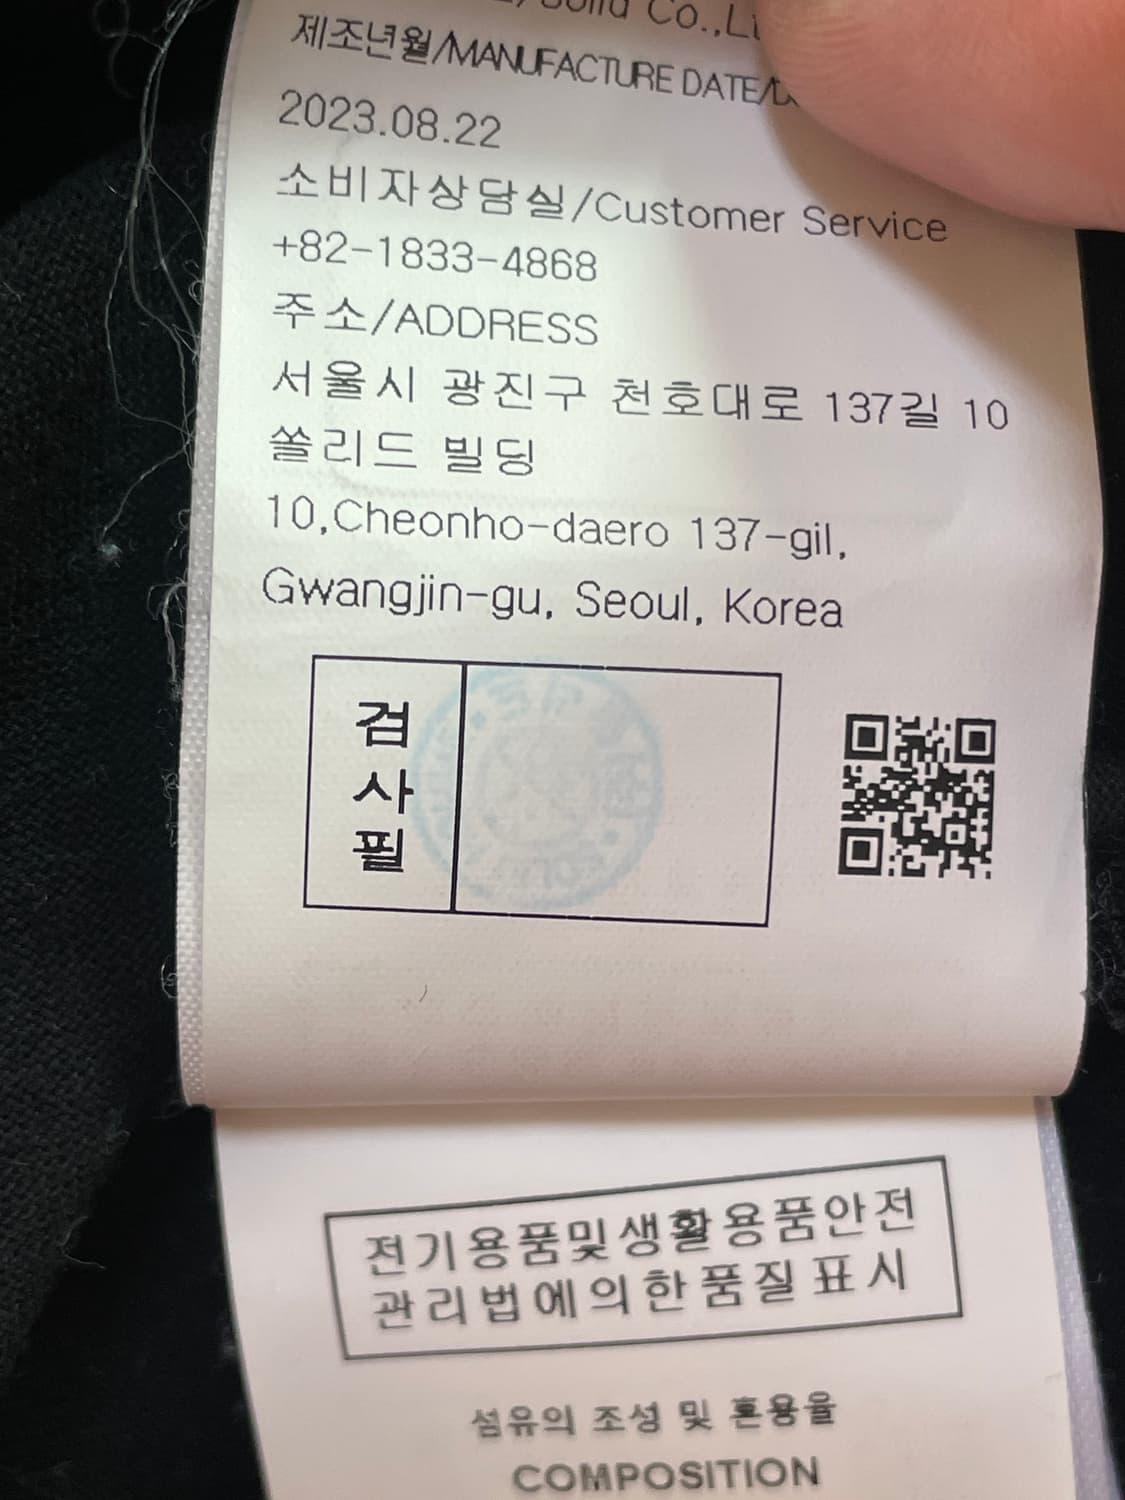 Solid Co.,Li
제조년월/MANUFACTURE DATE/
2023.08.22
소비자상담실/Customer Service
+82-1833-4868
주소/ADDRESS
서울시 광진구 천호대로 137길 10
쏠리드 빌딩
10,Cheonho-daero 137-gil,
Gwangjin-gu, Seoul, Korea
검
사
필
전기용품및생활용품안전
관리법에의한품질표시
섬유의 조성 및 혼용율
COMPOSITION